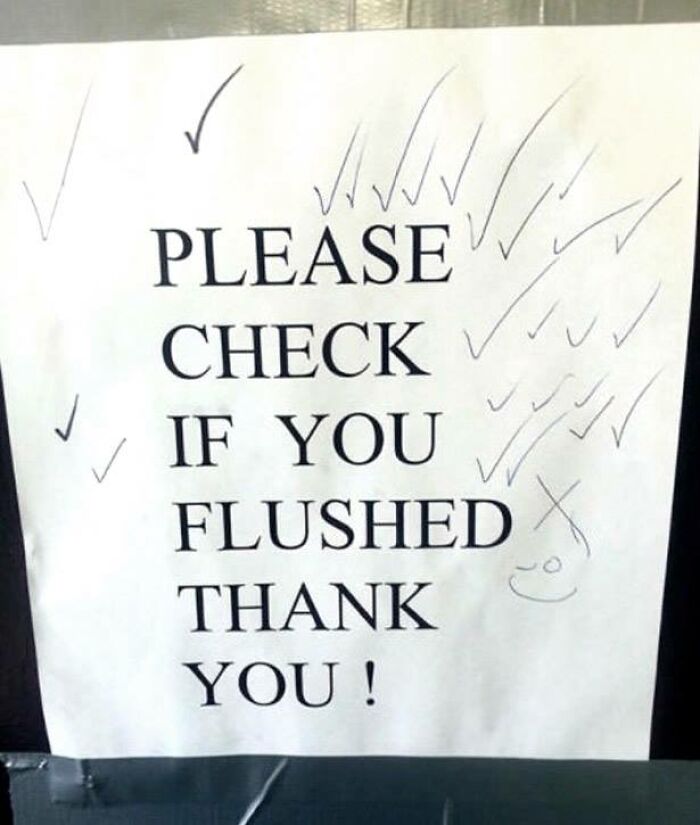 PLEASE
CHECK
IF YOU
FLUSHED
THANK
YOU !